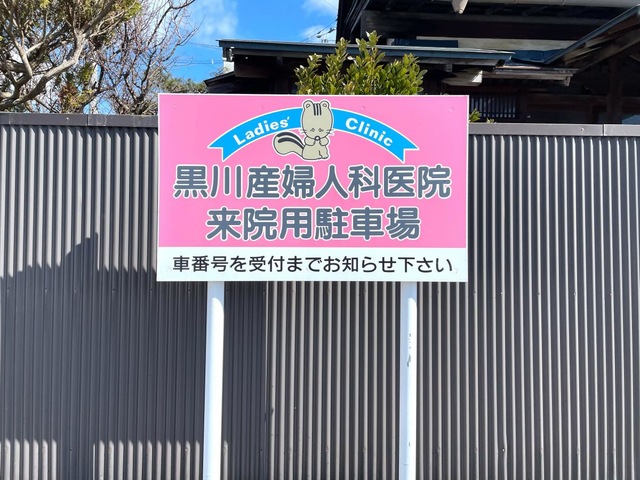 Ladies' Clinic
黒川産婦人科医院
来院用駐車場
車番号を受付までお知らせ下さい